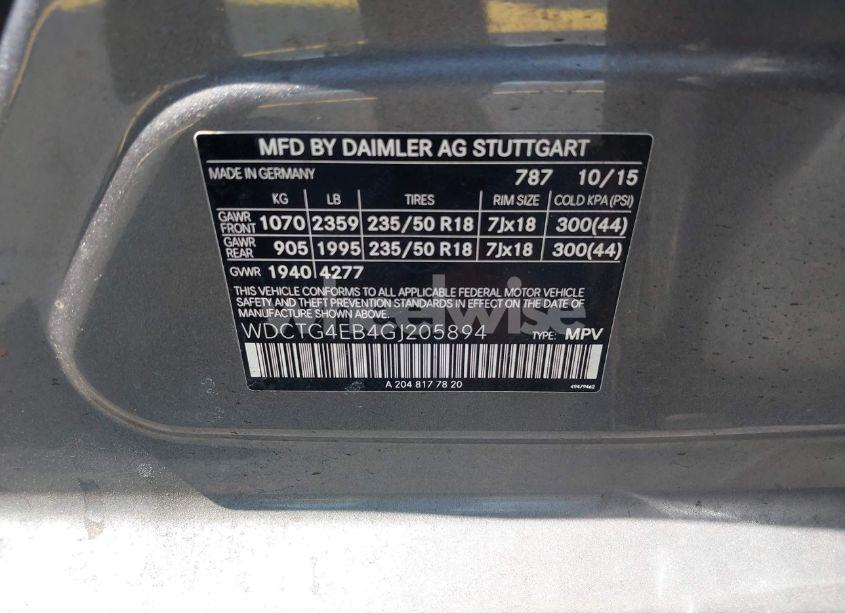 MFD BY DAIMLER AG STUTTGART
MADE IN GERMANY 787 10/15
KG LB TIRES RIM SIZE COLD KPA (PSI)
GAWR FRONT 1070 2359 235/50 R18 7Jx18 300(44)
GAWR REAR 905 1995 235/50 R18 7Jx18 300(44)
GVWR 1940 4277
THIS VEHICLE CONFORMS TO ALL APPLICABLE FEDERAL MOTOR VEHICLE
SAFETY AND THEFT PREVENTION STANDARDS IN EFFECT ON THE DATE OF
MANUFACTURE SHOWN ABOVE.
WDCTG4EB4GJ205894 TYPE: MPV
A 204 817 78 20